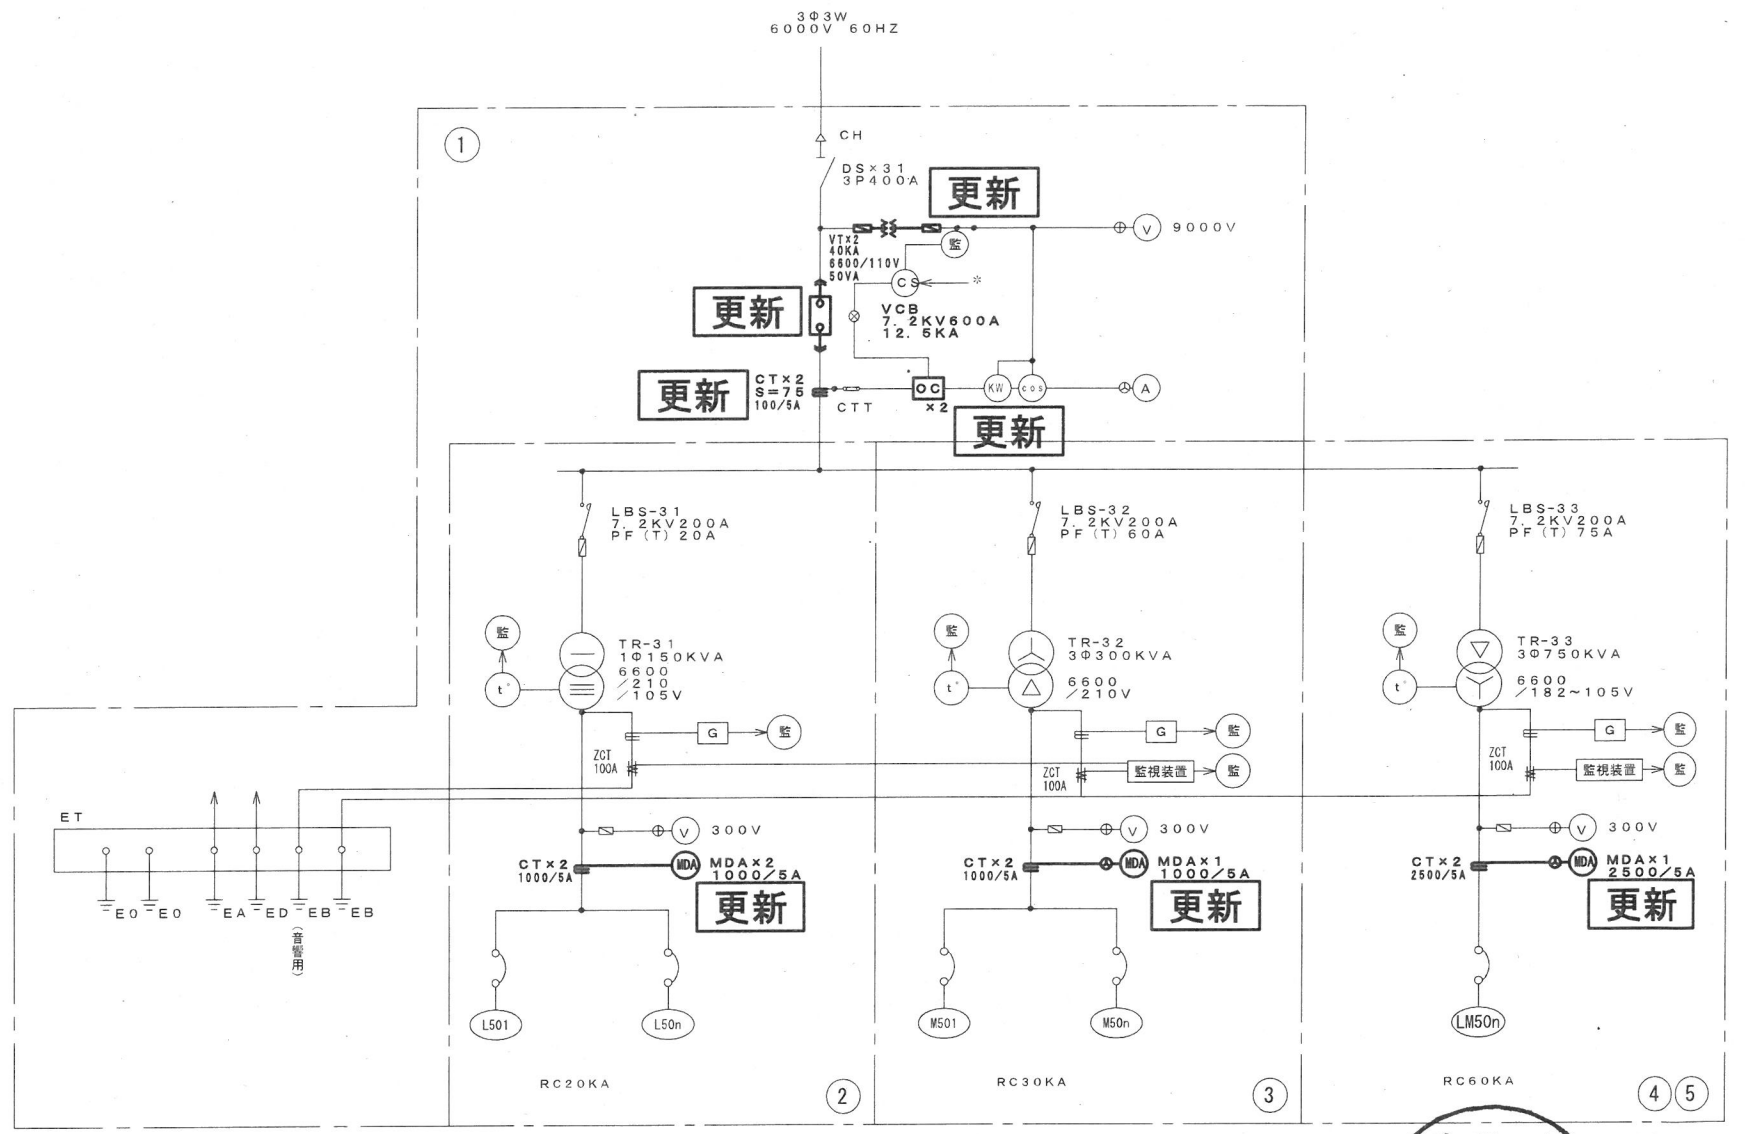 3Φ3W
6000V 60HZ
①
CH
DS×31
3P400A
更新
V
9000V
VT×2
40KA
6600/110V
50VA
監
CS
*
更新
VCB
7. 2KV600A
12. 5KA
更新
CT×2
S=75
100/5A
CTT
OC
×2
KW
cos
A
更新
LBS-31
7. 2KV200A
PF(T)20A
LBS-32
7. 2KV200A
PF(T)60A
LBS-33
7. 2KV200A
PF(T)75A
監
t°
TR-31
1Φ150KVA
6600
/210
/105V
監
t°
TR-32
3Φ300KVA
6600
/210V
監
t°
TR-33
3Φ750KVA
6600
/182~105V
G
監
ZCT
100A
G
監
ZCT
100A
監視装置
監
G
監
ZCT
100A
監視装置
監
ET
E0
E0
EA
ED
EB
EB
(音響用)
V
300V
CT×2
1000/5A
MDA
MDA×2
1000/5A
更新
V
300V
CT×2
1000/5A
MDA
MDA×1
1000/5A
更新
V
300V
CT×2
2500/5A
MDA
MDA×1
2500/5A
更新
L501
L50n
M501
M50n
LM50n
RC20KA
②
RC30KA
③
RC60KA
④⑤